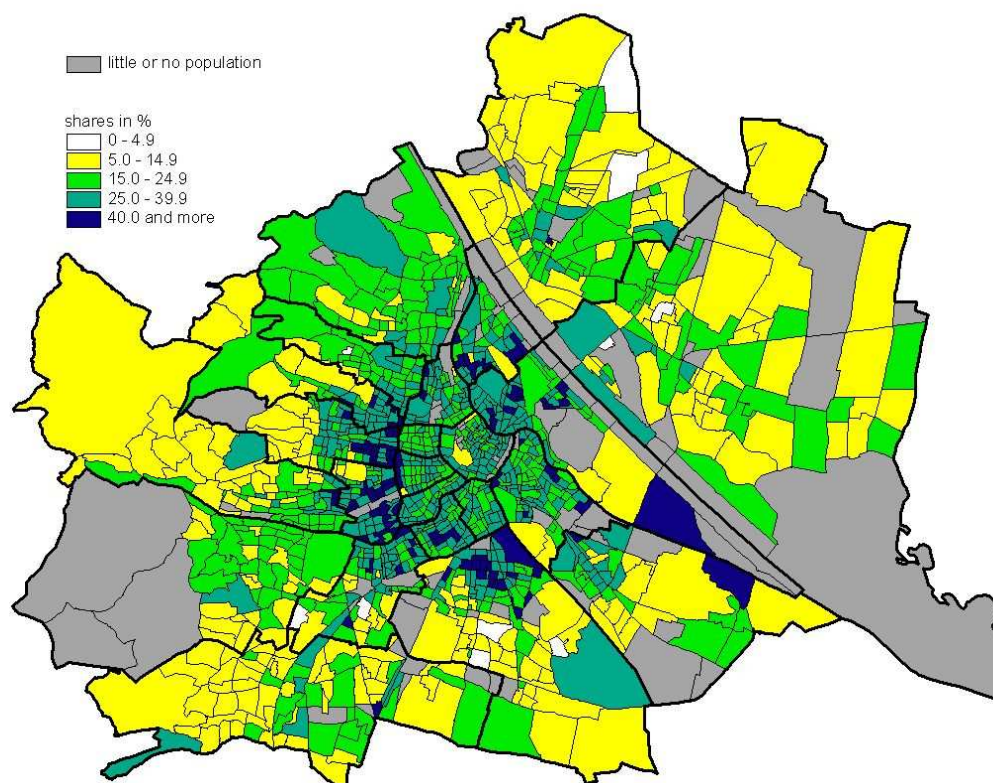 little or no population
shares in %
0 - 4.9
5.0 - 14.9
15.0 - 24.9
25.0 - 39.9
40.0 and more